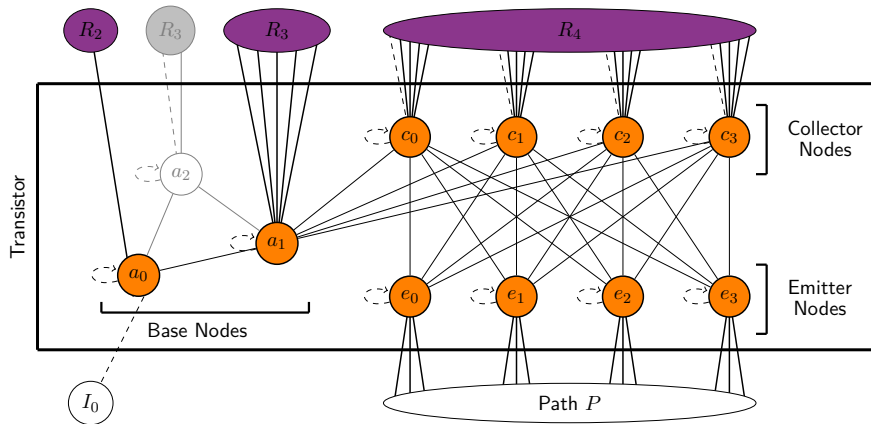 R₂
R₃
R₃
R₄
Transistor
c₀
c₁
c₂
c₃
Collector
Nodes
a₂
a₁
a₀
e₀
e₁
e₂
e₃
Emitter
Nodes
Base Nodes
I₀
Path P